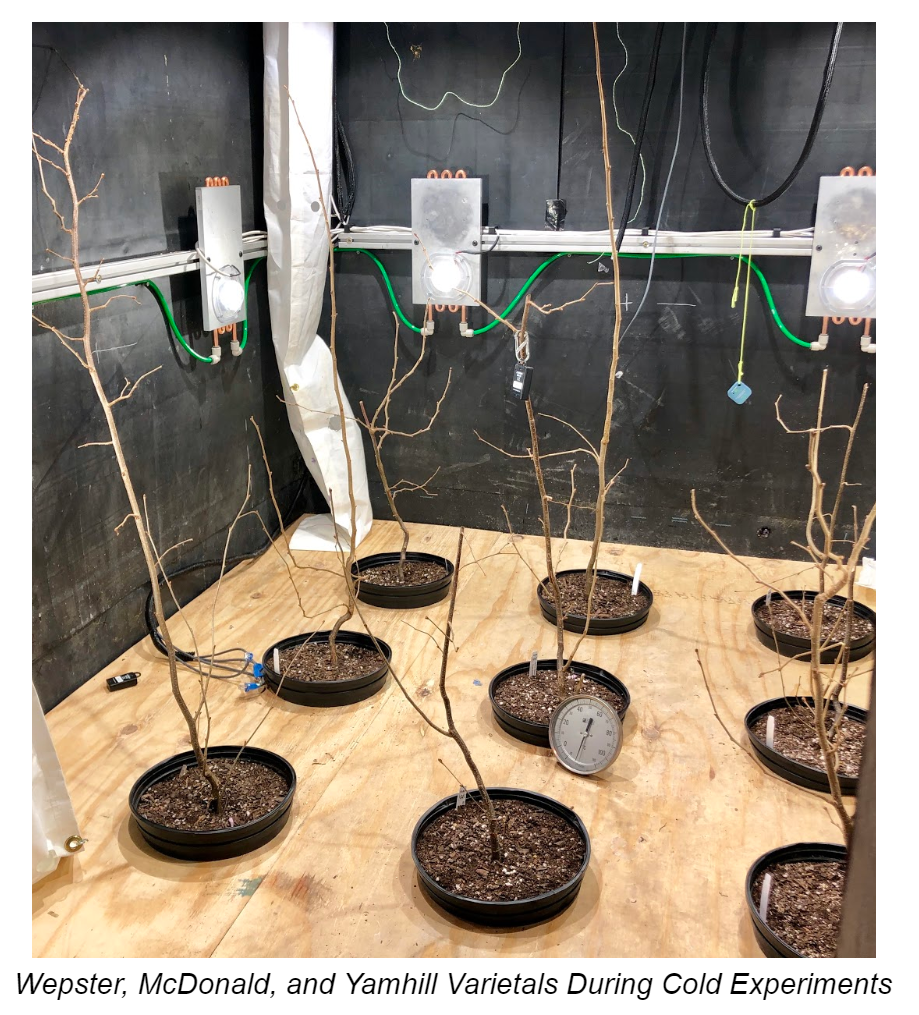 Wepster, McDonald, and Yamhill Varietals During Cold Experiments